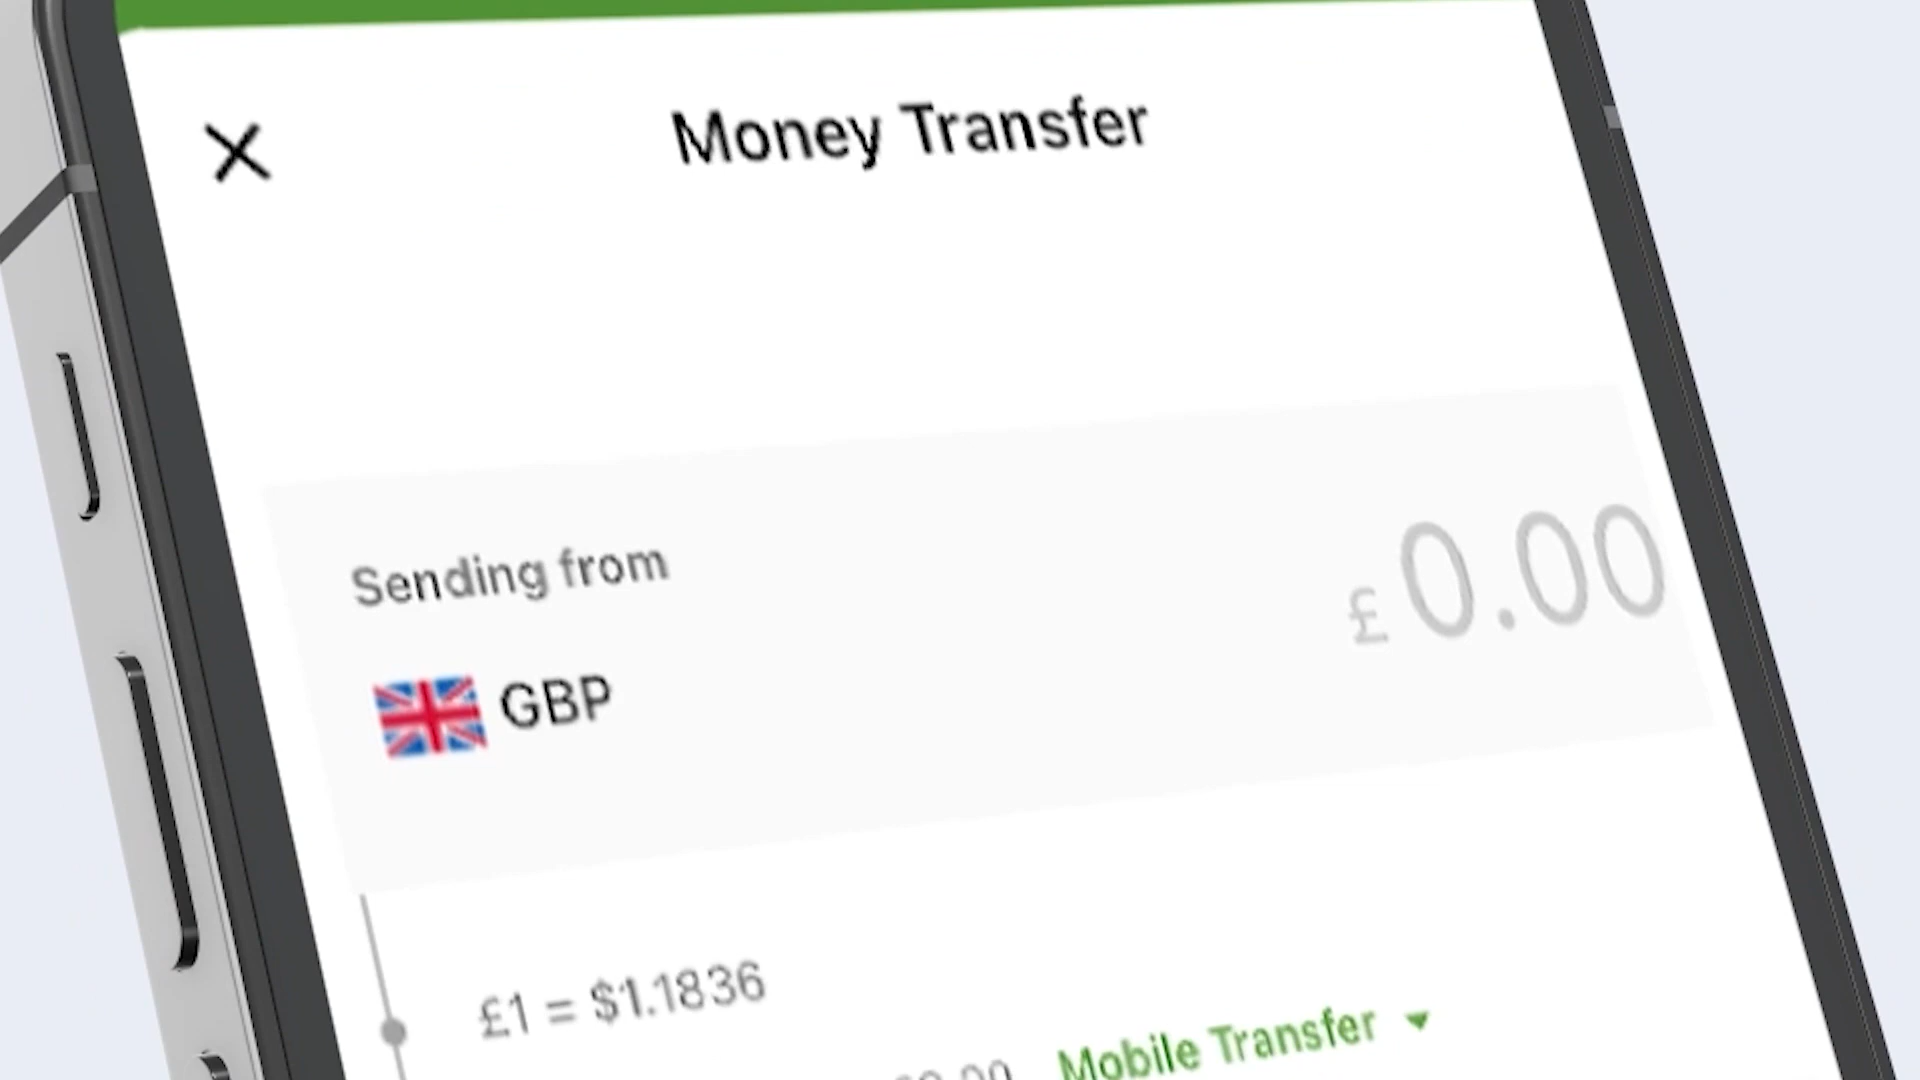 Money Transfer
Sending from
£0.00
GBP
£1 = $1.1836
Mobile Transfer